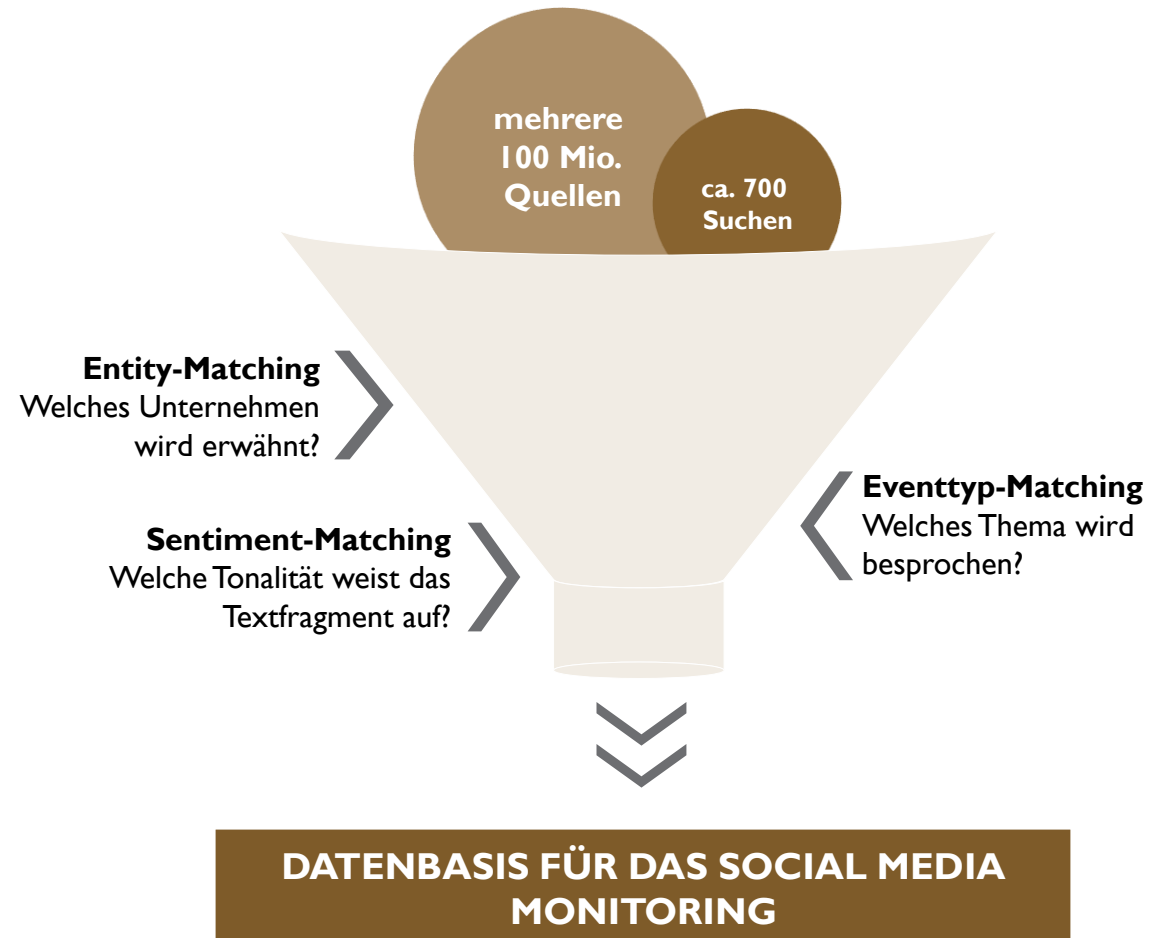 mehrere
100 Mio.
Quellen
ca. 700
Suchen
Entity-Matching
Welches Unternehmen
wird erwähnt?
Eventtyp-Matching
Welches Thema wird
besprochen?
Sentiment-Matching
Welche Tonalität weist das
Textfragment auf?
DATENBASIS FÜR DAS SOCIAL MEDIA
MONITORING